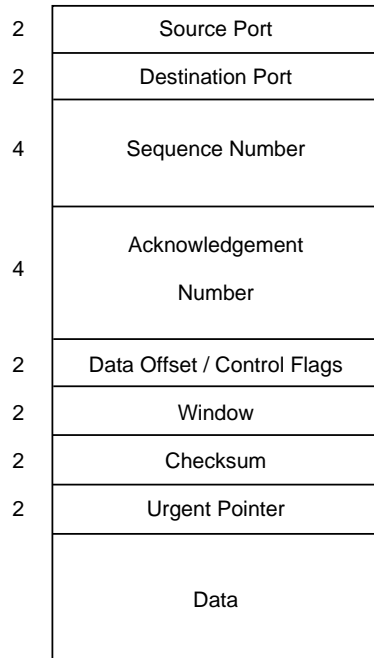 2 Source Port
2 Destination Port
4 Sequence Number
4 Acknowledgement
Number
2 Data Offset / Control Flags
2 Window
2 Checksum
2 Urgent Pointer
Data